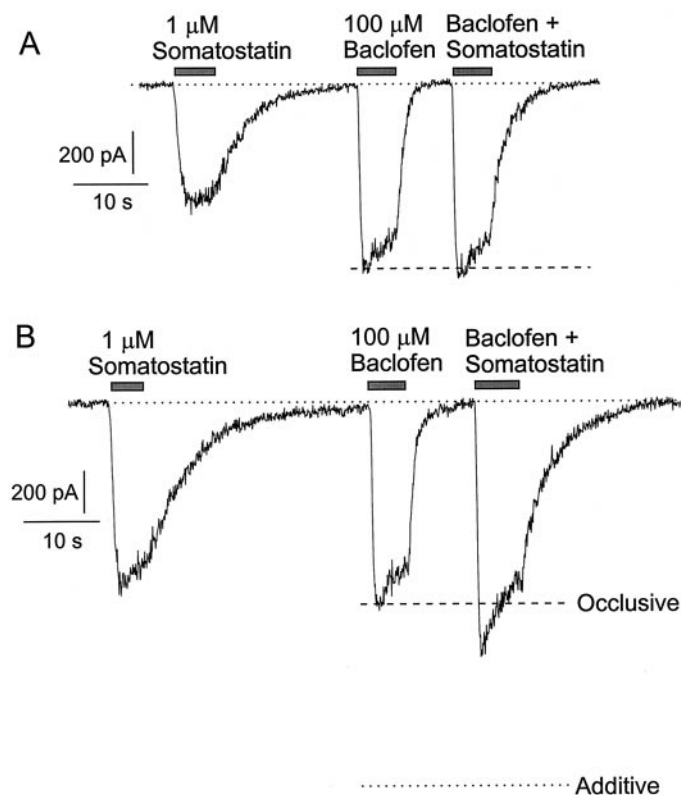 A
1 μM
Somatostatin
100 μM
Baclofen
Baclofen +
Somatostatin
200 pA
10 s
B
1 μM
Somatostatin
100 μM
Baclofen
Baclofen +
Somatostatin
200 pA
10 s
Occlusive
Additive